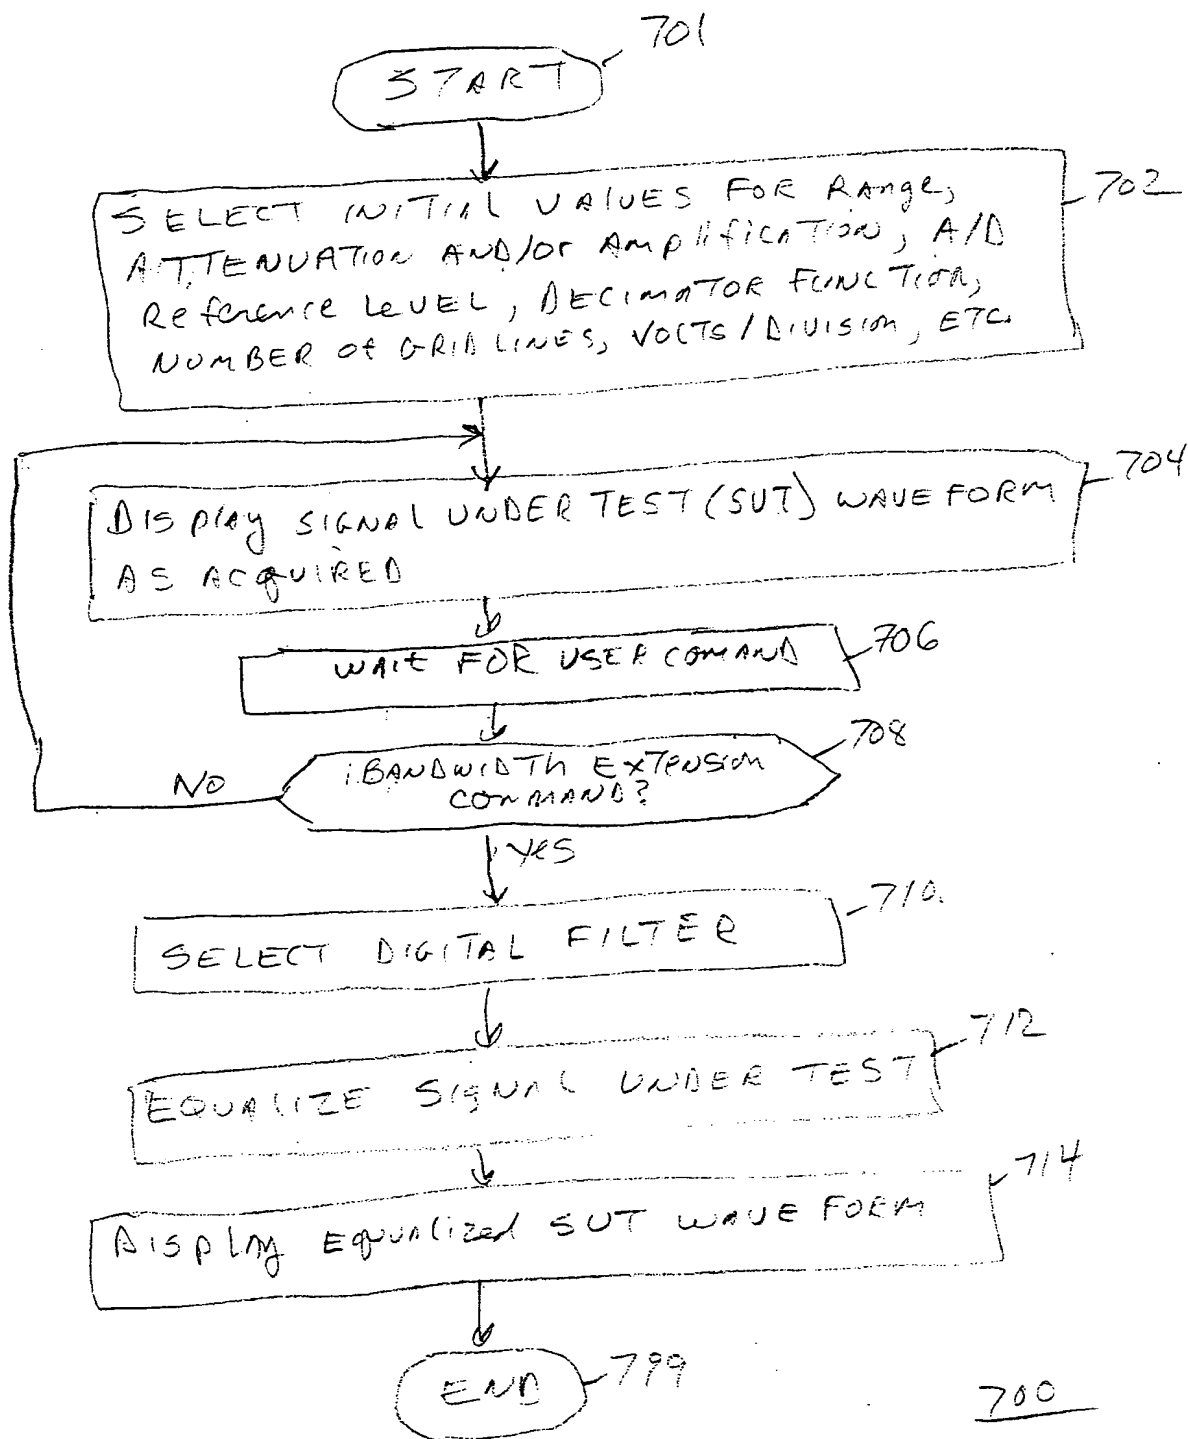 701
START
702
SELECT INITIAL VALUES FOR Range,
ATTENUATION AND/or Amplification, A/D
Reference Level, DECIMATOR FUNCTION,
NUMBER of GRID LINES, VOLTS/DIVISION, ETC.
704
DISplay SIGNAL UNDER TEST (SUT) WAVE FORM
AS ACQUIRED
706
WAIT FOR USER COMAND
708
BANDWIDTH EXTENSION
COMMAND?
NO
yes
710
SELECT DIGITAL FILTER
712
EQUALIZE SIGNAL UNDER TEST
714
DISplay Equalized SUT WAVE FORM
END
799
700